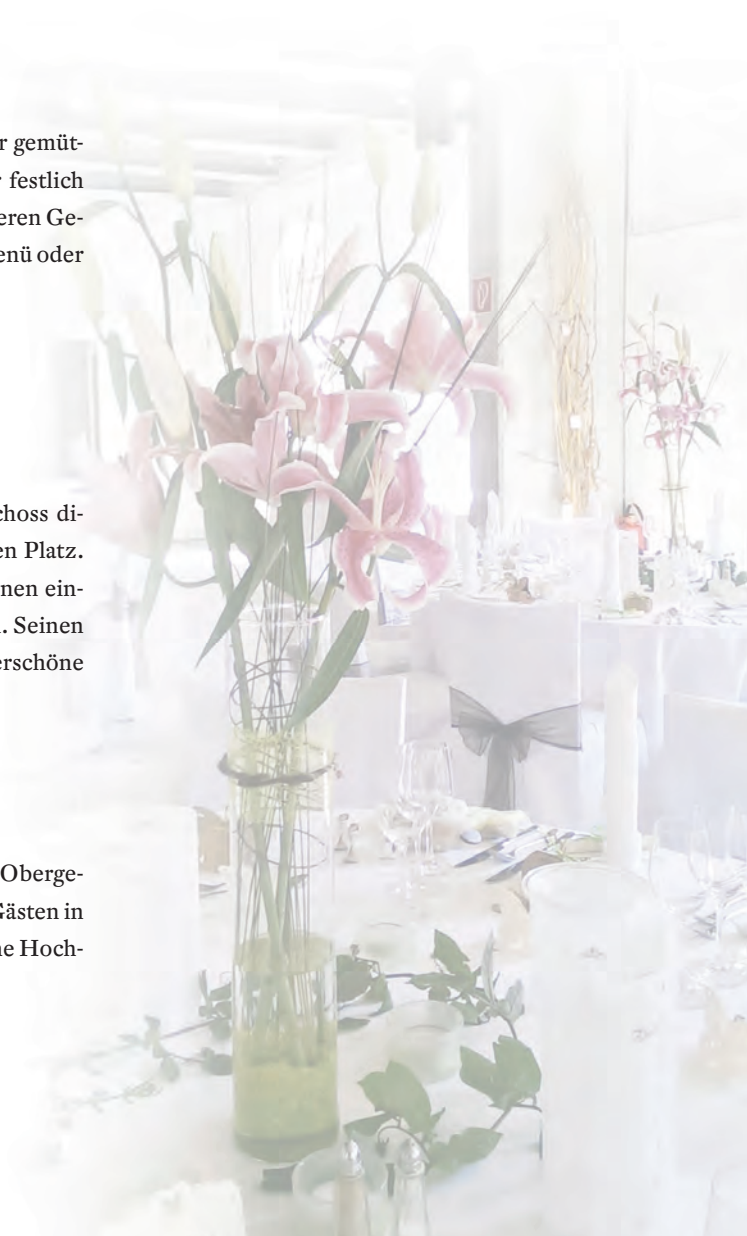 r gemüt-
festlich
eren Ge-
enü oder
choss di-
en Platz.
nen ein-
. Seinen
erschöne
Oberge-
Gästen in
ne Hoch-